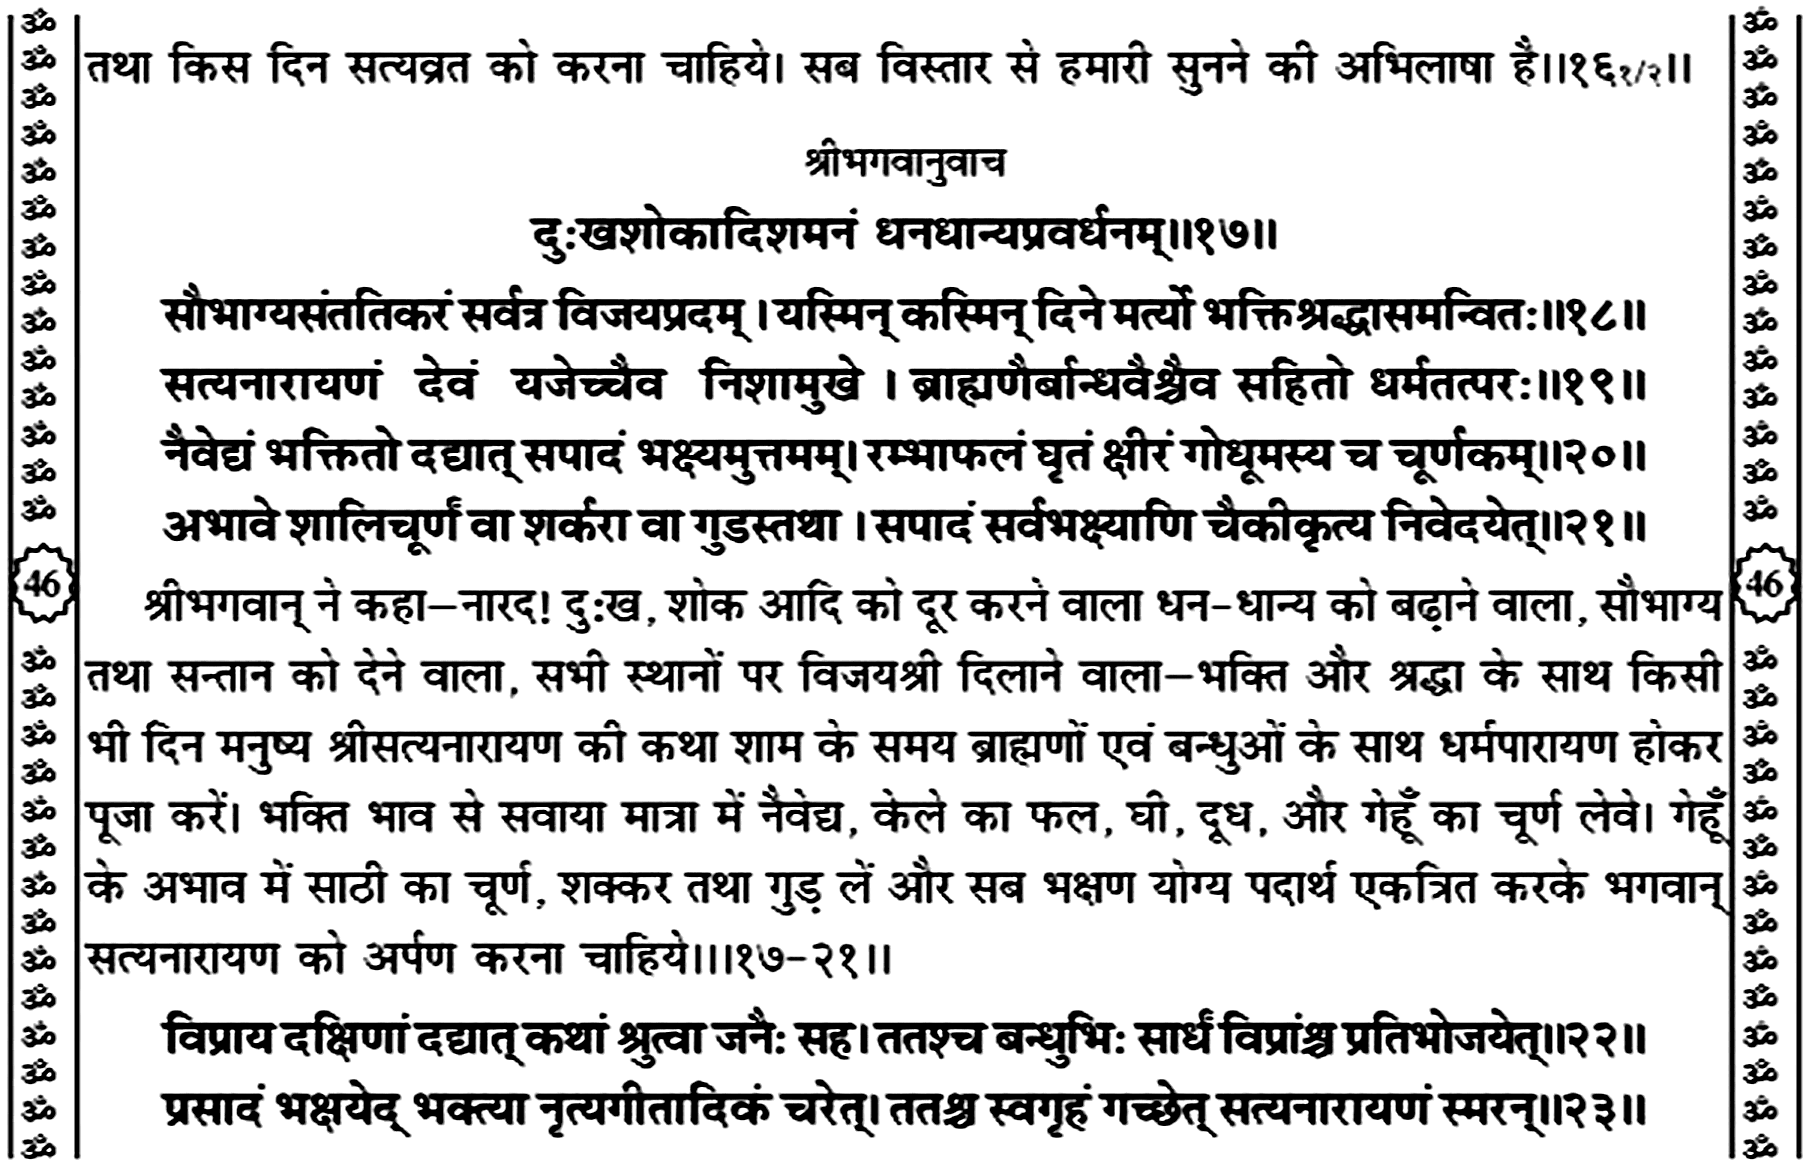 तथा किस दिन सत्यव्रत को करना चाहिये। सब विस्तार से हमारी सुनने की अभिलाषा है।।१६१/२।।
श्रीभगवानुवाच
दु:खशोकादिशमनं धनधान्यप्रवर्धनम्॥१७॥
सौभाग्यसंततिकरं सर्वत्र विजयप्रदम् । यस्मिन् कस्मिन् दिने मर्त्यो भक्तिश्रद्धासमन्वित:॥१८॥
सत्यनारायणं देवं यजेच्चैव निशामुखे । ब्राह्मणैर्बान्धवैश्चैव सहितो धर्मतत्पर:॥१९॥
नैवेद्यं भक्तितो दद्यात् सपादं भक्ष्यमुत्तमम्। रम्भाफलं घृतं क्षीरं गोधूमस्य च चूर्णकम्॥२०॥
अभावे शालिचूर्णं वा शर्करा वा गुडस्तथा । सपादं सर्वभक्ष्याणि चैकीकृत्य निवेदयेत्॥२१॥
46 46
श्रीभगवान् ने कहा–नारद! दु:ख, शोक आदि को दूर करने वाला धन-धान्य को बढ़ाने वाला, सौभाग्य
तथा सन्तान को देने वाला, सभी स्थानों पर विजयश्री दिलाने वाला–भक्ति और श्रद्धा के साथ किसी
भी दिन मनुष्य श्रीसत्यनारायण की कथा शाम के समय ब्राह्मणों एवं बन्धुओं के साथ धर्मपारायण होकर
पूजा करें। भक्ति भाव से सवाया मात्रा में नैवेद्य, केले का फल, घी, दूध, और गेहूँ का चूर्ण लेवे। गेहूँ
के अभाव में साठी का चूर्ण, शक्कर तथा गुड़ लें और सब भक्षण योग्य पदार्थ एकत्रित करके भगवान्
सत्यनारायण को अर्पण करना चाहिये।।।१७-२१।।
विप्राय दक्षिणां दद्यात् कथां श्रुत्वा जनै: सह। ततश्च बन्धुभि: सार्धं विप्रांश्च प्रतिभोजयेत्॥२२॥
प्रसादं भक्षयेद् भक्त्या नृत्यगीतादिकं चरेत्। ततश्च स्वगृहं गच्छेत् सत्यनारायणं स्मरन्॥२३॥